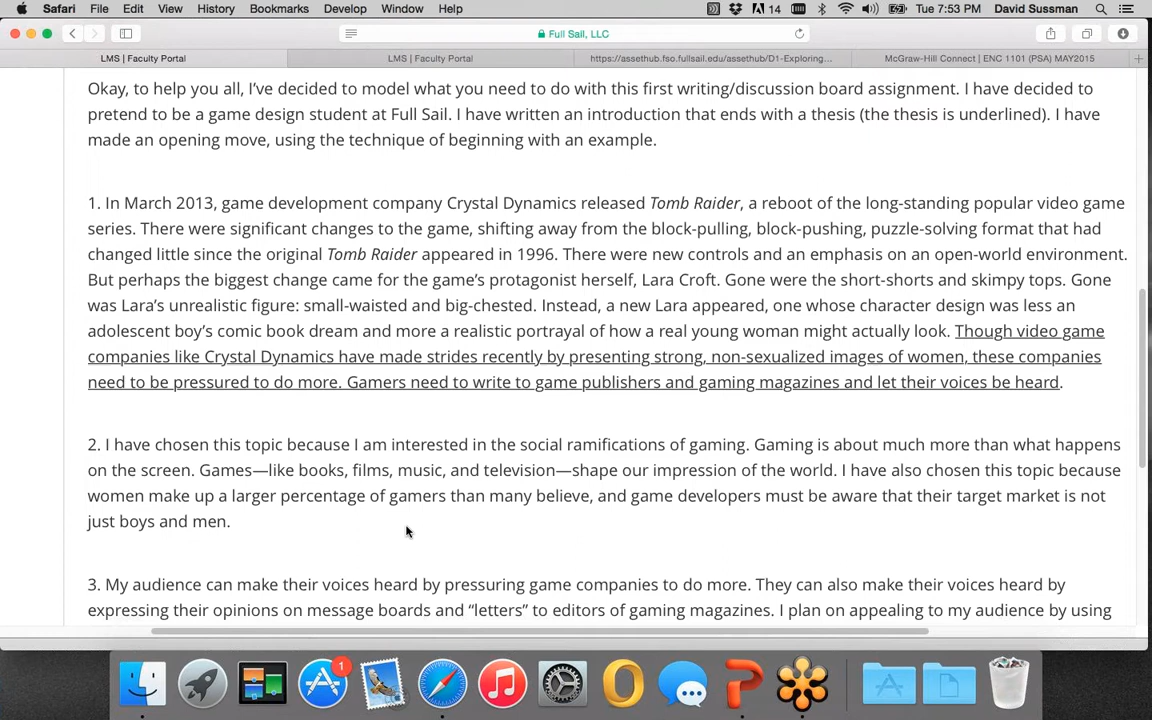 Safari File Edit View History Bookmarks Develop Window Help 14 Tue 7:53 PM David Sussman
Full Sail, LLC
LMS | Faculty Portal LMS | Faculty Portal https://assethub.fso.fullsail.edu/assethub/D1-Exploring... McGraw-Hill Connect | ENC 1101 (PSA) MAY2015
Okay, to help you all, I've decided to model what you need to do with this first writing/discussion board assignment. I have decided to
pretend to be a game design student at Full Sail. I have written an introduction that ends with a thesis (the thesis is underlined). I have
made an opening move, using the technique of beginning with an example.
1. In March 2013, game development company Crystal Dynamics released Tomb Raider, a reboot of the long-standing popular video game
series. There were significant changes to the game, shifting away from the block-pulling, block-pushing, puzzle-solving format that had
changed little since the original Tomb Raider appeared in 1996. There were new controls and an emphasis on an open-world environment.
But perhaps the biggest change came for the game's protagonist herself, Lara Croft. Gone were the short-shorts and skimpy tops. Gone
was Lara's unrealistic figure: small-waisted and big-chested. Instead, a new Lara appeared, one whose character design was less an
adolescent boy's comic book dream and more a realistic portrayal of how a real young woman might actually look. Though video game
companies like Crystal Dynamics have made strides recently by presenting strong, non-sexualized images of women, these companies
need to be pressured to do more. Gamers need to write to game publishers and gaming magazines and let their voices be heard.
2. I have chosen this topic because I am interested in the social ramifications of gaming. Gaming is about much more than what happens
on the screen. Games—like books, films, music, and television—shape our impression of the world. I have also chosen this topic because
women make up a larger percentage of gamers than many believe, and game developers must be aware that their target market is not
just boys and men.
3. My audience can make their voices heard by pressuring game companies to do more. They can also make their voices heard by
expressing their opinions on message boards and “letters” to editors of gaming magazines. I plan on appealing to my audience by using
1